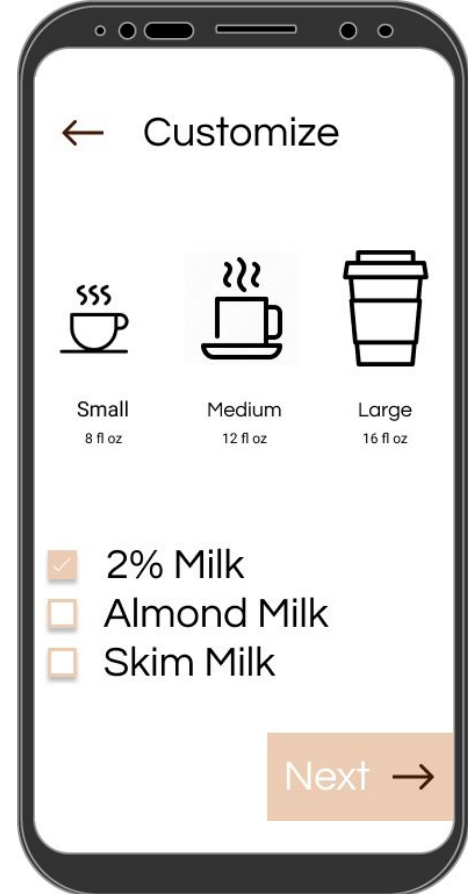 Customize
Small Medium Large
8 fl oz 12 fl oz 16 fl oz
2% Milk
Almond Milk
Skim Milk
Next